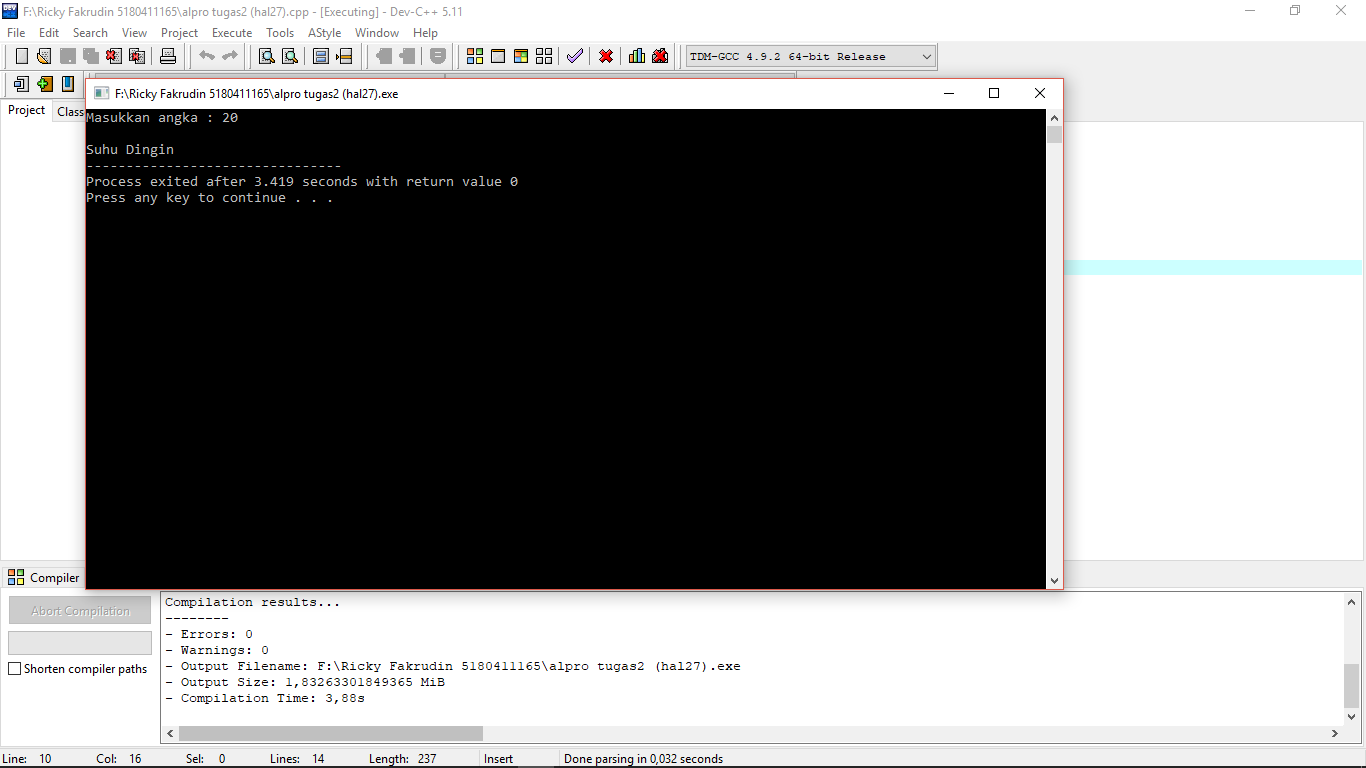 F:\Ricky Fakrudin 5180411165\alpro tugas2 (hal27).cpp - [Executing] - Dev-C++ 5.11
File Edit Search View Project Execute Tools AStyle Window Help
TDM-GCC 4.9.2 64-bit Release
F:\Ricky Fakrudin 5180411165\alpro tugas2 (hal27).exe
Project Class
Masukkan angka : 20
Suhu Dingin
--------------------------------
Process exited after 3.419 seconds with return value 0
Press any key to continue . . .
Compiler
Abort Compilation
Shorten compiler paths
Compilation results...
--------
- Errors: 0
- Warnings: 0
- Output Filename: F:\Ricky Fakrudin 5180411165\alpro tugas2 (hal27).exe
- Output Size: 1,83263301849365 MiB
- Compilation Time: 3,88s
Line: 10 Col: 16 Sel: 0 Lines: 14 Length: 237 Insert Done parsing in 0,032 seconds